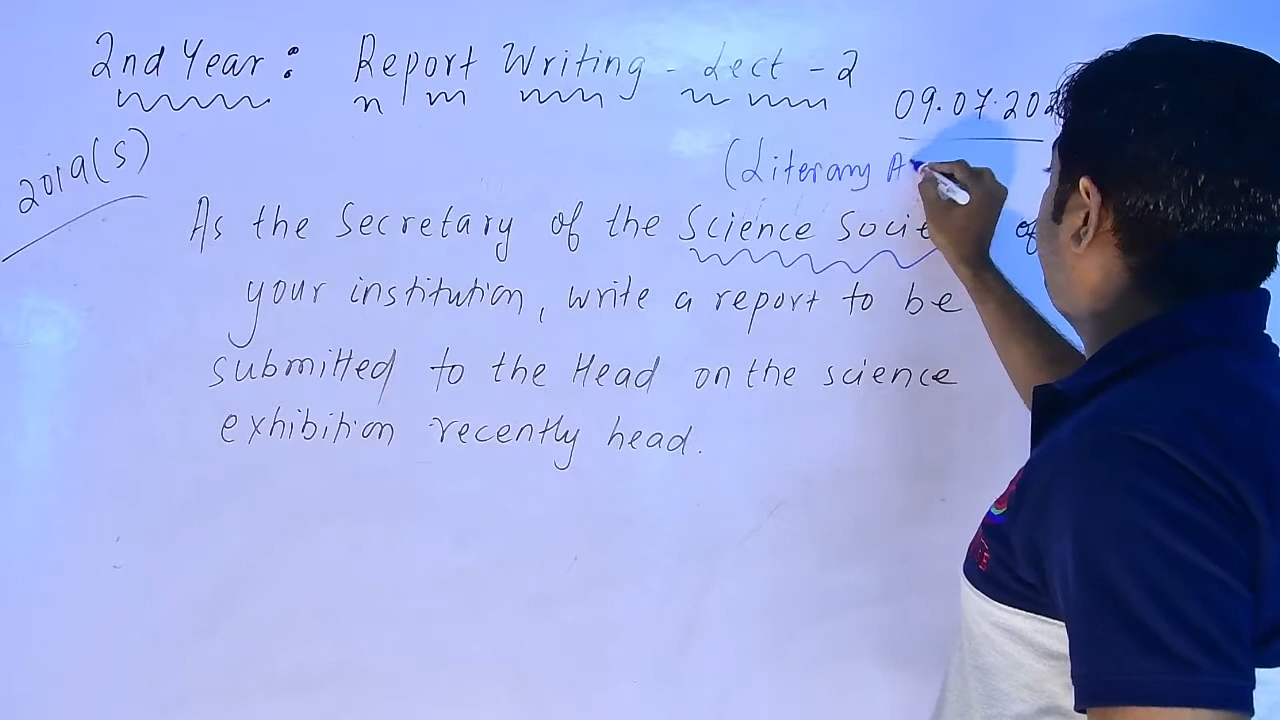 2nd Year: Report Writing - Lect - 2
09.07.202
2019(S)
(Literary A
As the Secretary of the Science Socie of
your institution, write a report to be
submitted to the Head on the science
exhibition recently head.